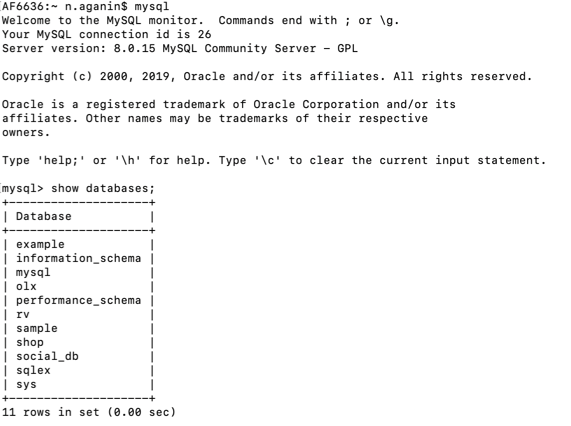 [AF6636:~ n.aganin$ mysql
Welcome to the MySQL monitor.  Commands end with ; or \g.
Your MySQL connection id is 26
Server version: 8.0.15 MySQL Community Server - GPL

Copyright (c) 2000, 2019, Oracle and/or its affiliates. All rights reserved.

Oracle is a registered trademark of Oracle Corporation and/or its
affiliates. Other names may be trademarks of their respective
owners.

Type 'help;' or '\h' for help. Type '\c' to clear the current input statement.

[mysql> show databases;
+--------------------+
| Database           |
+--------------------+
| example            |
| information_schema |
| mysql              |
| olx                |
| performance_schema |
| rv                 |
| sample             |
| shop               |
| social_db          |
| sqlex              |
| sys                |
+--------------------+
11 rows in set (0.00 sec)